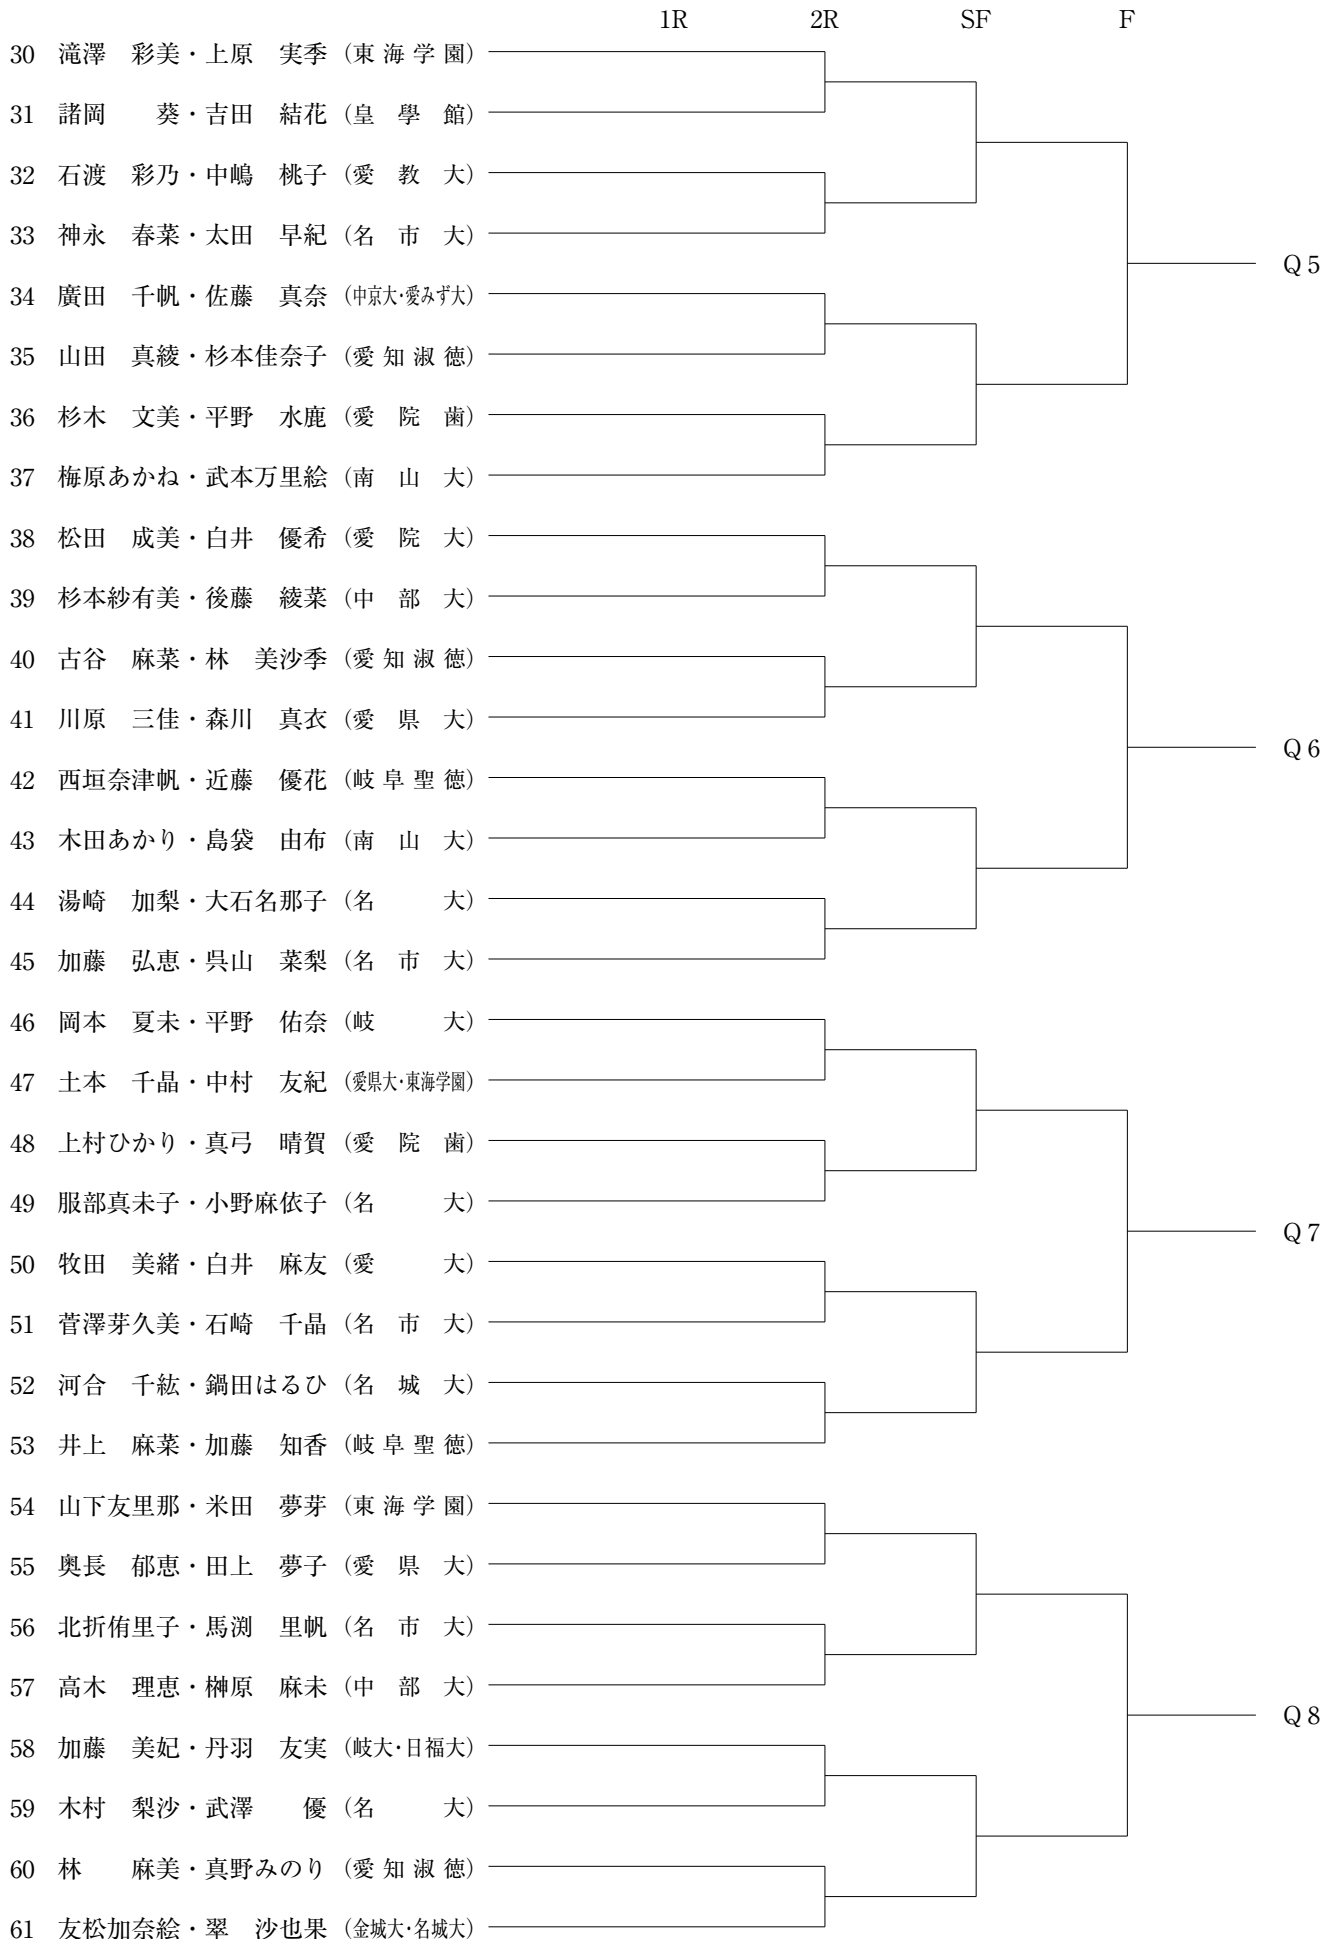 1R 2R SF F
30 滝澤　彩美・上原　実季（東海学園）
31 諸岡　　葵・吉田　結花（皇學館）
32 石渡　彩乃・中嶋　桃子（愛教大）
33 神永　春菜・太田　早紀（名市大）
Q5
34 廣田　千帆・佐藤　真奈（中京大・愛みず大）
35 山田　真綾・杉本佳奈子（愛知淑徳）
36 杉木　文美・平野　水鹿（愛院歯）
37 梅原あかね・武本万里絵（南山大）
38 松田　成美・白井　優希（愛院大）
39 杉本紗有美・後藤　綾菜（中部大）
40 古谷　麻菜・林　美沙季（愛知淑徳）
41 川原　三佳・森川　真衣（愛県大）
Q6
42 西垣奈津帆・近藤　優花（岐阜聖徳）
43 木田あかり・島袋　由布（南山大）
44 湯崎　加梨・大石名那子（名大）
45 加藤　弘恵・呉山　菜梨（名市大）
46 岡本　夏未・平野　佑奈（岐大）
47 土本　千晶・中村　友紀（愛県大・東海学園）
48 上村ひかり・真弓　晴賀（愛院歯）
49 服部真未子・小野麻依子（名大）
Q7
50 牧田　美緒・白井　麻友（愛大）
51 菅澤芽久美・石崎　千晶（名市大）
52 河合　千紘・鍋田はるひ（名城大）
53 井上　麻菜・加藤　知香（岐阜聖徳）
54 山下友里那・米田　夢芽（東海学園）
55 奥長　郁恵・田上　夢子（愛県大）
56 北折侑里子・馬渕　里帆（名市大）
57 高木　理恵・榊原　麻未（中部大）
Q8
58 加藤　美妃・丹羽　友実（岐大・日福大）
59 木村　梨沙・武澤　　優（名大）
60 林　　麻美・真野みのり（愛知淑徳）
61 友松加奈絵・翠　沙也果（金城大・名城大）